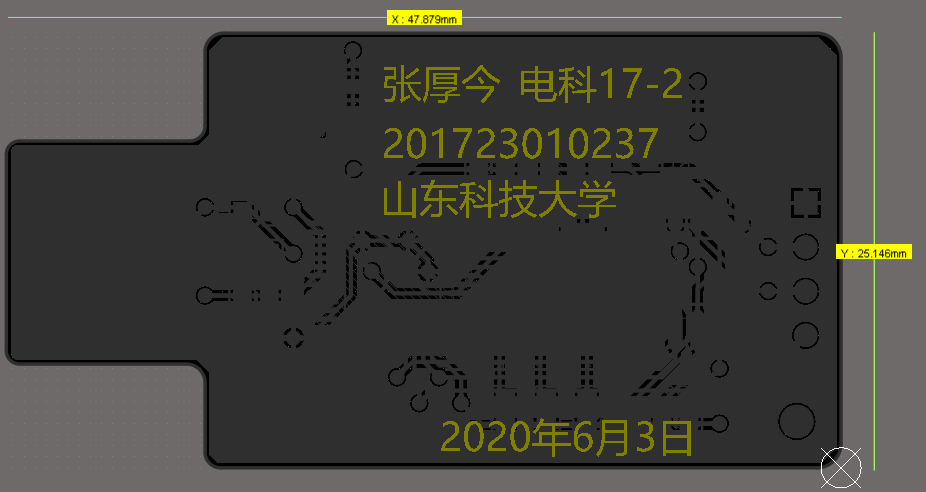 X : 47.879mm
张厚今 电科17-2
201723010237
山东科技大学
Y : 25.146mm
2020年6月3日